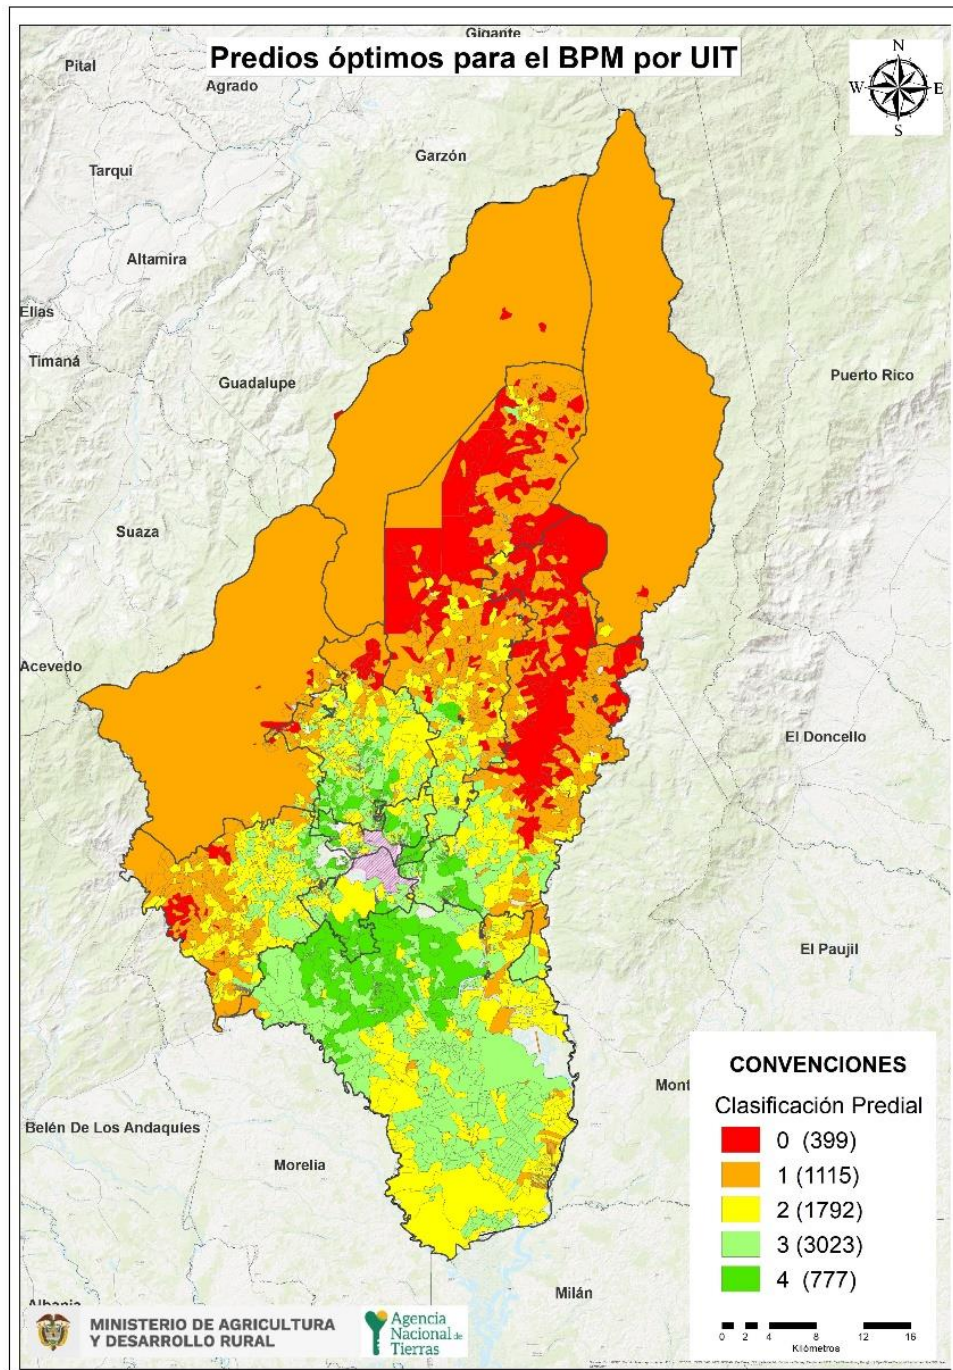 Gigante
Predios óptimos para el BPM por UIT
Pital
Agrado
N
W
E
S
Garzón
Tarqui
Altamira
Elías
Timaná
Guadalupe
Puerto Rico
Suaza
Acevedo
El Doncello
El Paujil
CONVENCIONES
Clasificación Predial
0 (399)
1 (1115)
2 (1792)
3 (3023)
4 (777)
0 2 4 8 12 16
Kilómetros
Mont
Belén De Los Andaquíes
Morelia
Milán
Albania
MINISTERIO DE AGRICULTURA
Y DESARROLLO RURAL
Agencia
Nacional de
Tierras